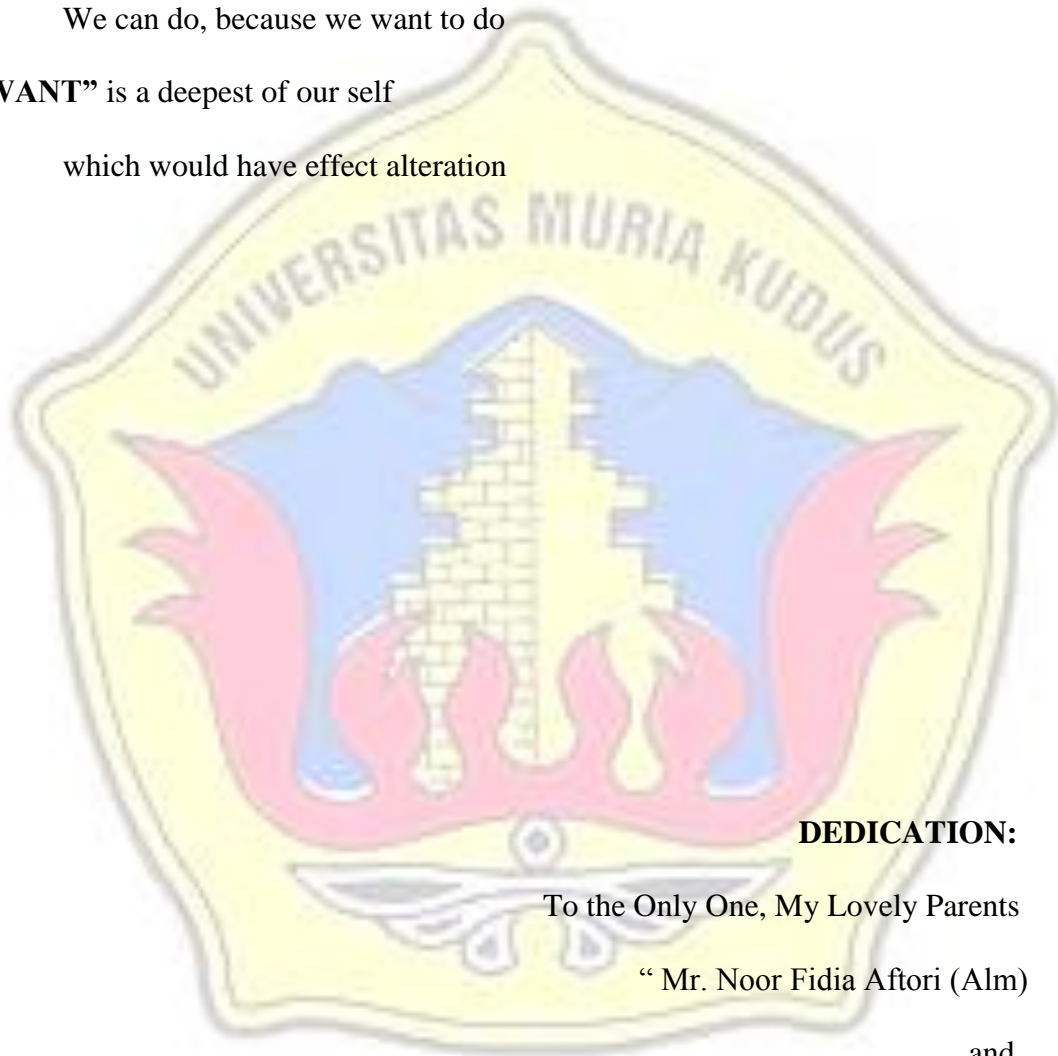 We can do, because we want to do
WANT” is a deepest of our self
which would have effect alteration
UNIVERSITAS MURIA KUDUS
DEDICATION:
To the Only One, My Lovely Parents
“ Mr. Noor Fidia Aftori (Alm)
and